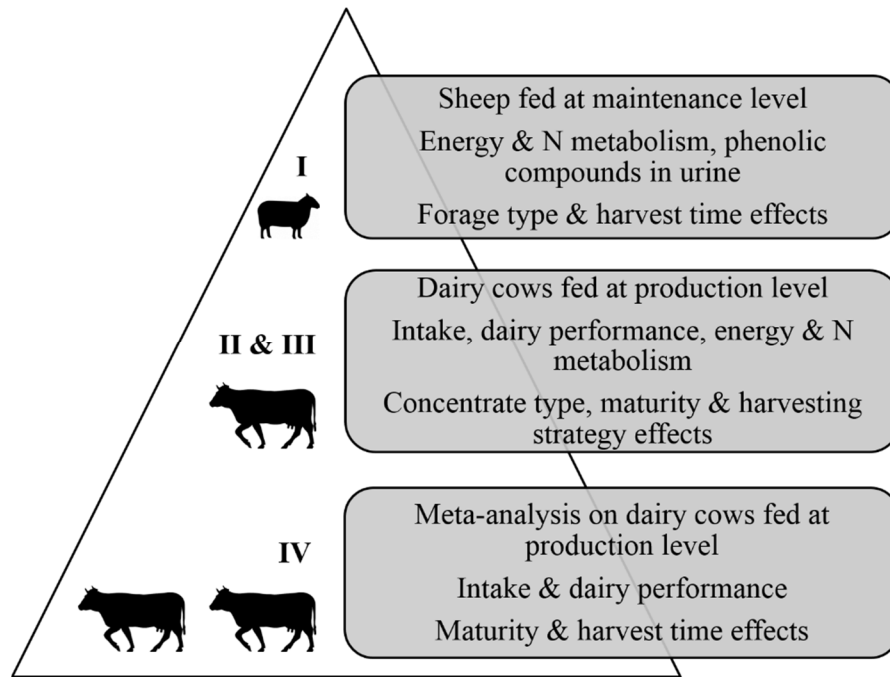 I
Sheep fed at maintenance level
Energy & N metabolism, phenolic
compounds in urine
Forage type & harvest time effects
II & III
Dairy cows fed at production level
Intake, dairy performance, energy & N
metabolism
Concentrate type, maturity & harvesting
strategy effects
IV
Meta-analysis on dairy cows fed at
production level
Intake & dairy performance
Maturity & harvest time effects